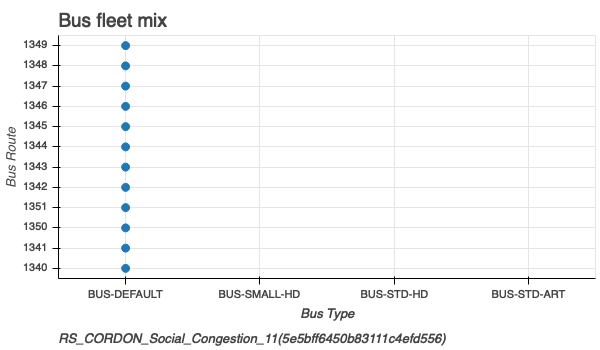 Bus fleet mix
1349
1348
1347
1346
1345
1344
1343
1342
1351
1350
1341
1340
Bus Route
BUS-DEFAULT BUS-SMALL-HD BUS-STD-HD BUS-STD-ART
Bus Type
RS_CORDON_Social_Congestion_11(5e5bff6450b83111c4efd556)